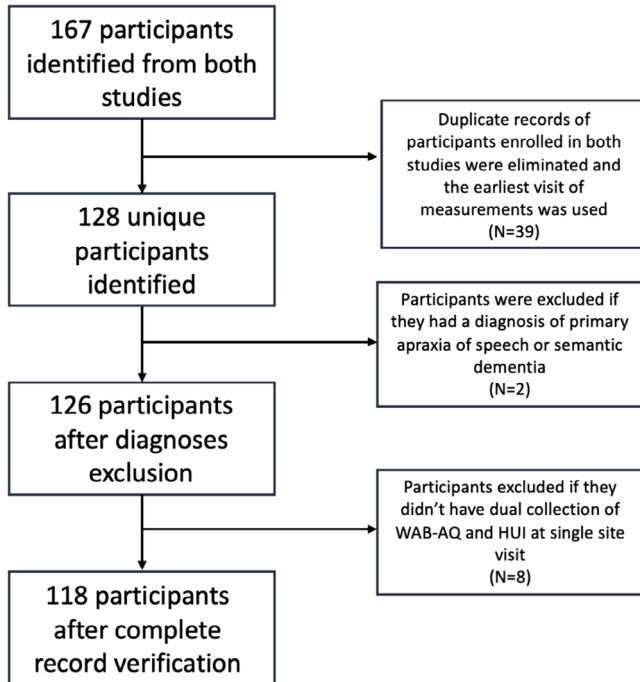 167 participants
identified from both
studies
Duplicate records of
participants enrolled in both
studies were eliminated and
the earliest visit of
measurements was used
(N=39)
128 unique
participants
identified
Participants were excluded if
they had a diagnosis of primary
apraxia of speech or semantic
dementia
(N=2)
126 participants
after diagnoses
exclusion
Participants excluded if they
didn't have dual collection of
WAB-AQ and HUI at single site
visit
(N=8)
118 participants
after complete
record verification